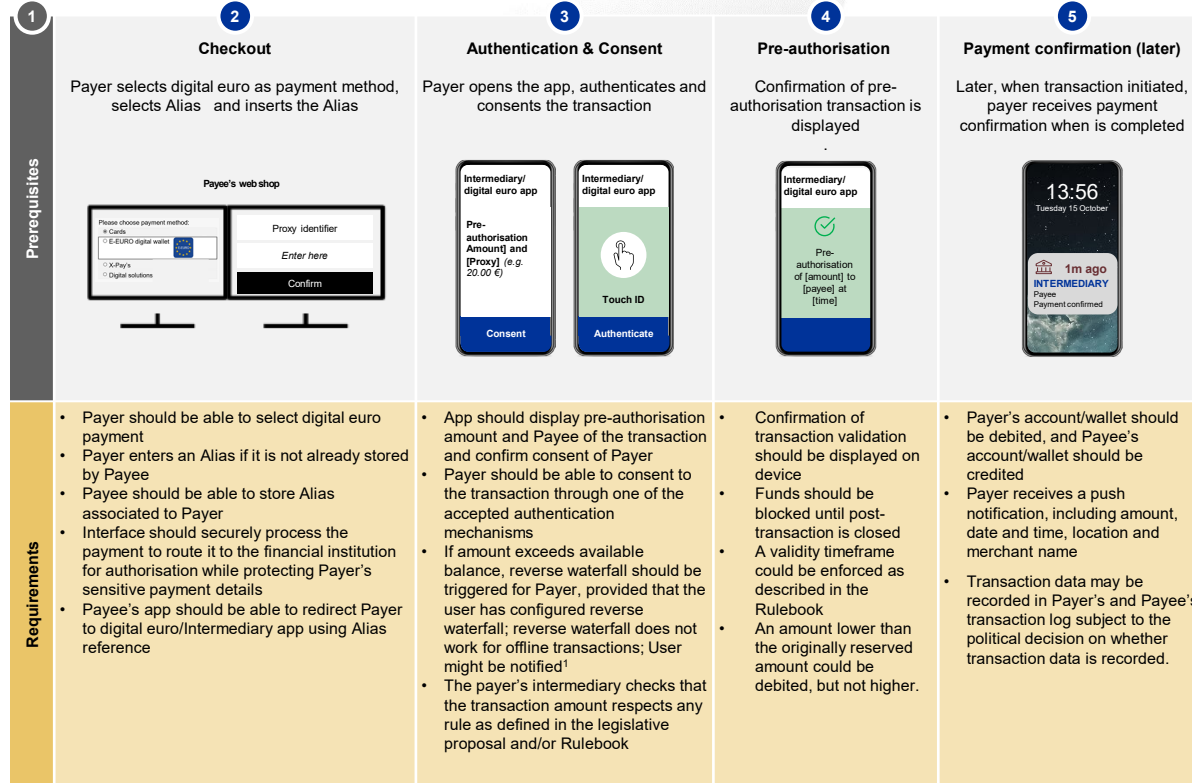 1
Prerequisites
2
Checkout
Payer selects digital euro as payment method,
selects Alias and inserts the Alias
Payee's web shop
Please choose payment method:
Cards
E-EURO digital wallet
X-Pay's
Digital solutions
Proxy identifier
Enter here
Confirm
3
Authentication & Consent
Payer opens the app, authenticates and
consents the transaction
Intermediary/
digital euro app
Pre-
authorisation
Amount] and
[Proxy] (e.g.
20.00 €)
Consent
Intermediary/
digital euro app
Touch ID
Authenticate
4
Pre-authorisation
Confirmation of pre-
authorisation transaction is
displayed
.
Intermediary/
digital euro app
Pre-
authorisation
of [amount] to
[payee] at
[time]
5
Payment confirmation (later)
Later, when transaction initiated,
payer receives payment
confirmation when is completed
13:56
Tuesday 15 October
1m ago
INTERMEDIARY
Payee
Payment confirmed
Requirements
• Payer should be able to select digital euro
payment
• Payer enters an Alias if it is not already stored
by Payee
• Payee should be able to store Alias
associated to Payer
• Interface should securely process the
payment to route it to the financial institution
for authorisation while protecting Payer's
sensitive payment details
• Payee's app should be able to redirect Payer
to digital euro/Intermediary app using Alias
reference
• App should display pre-authorisation
amount and Payee of the transaction
and confirm consent of Payer
• Payer should be able to consent to
the transaction through one of the
accepted authentication
mechanisms
• If amount exceeds available
balance, reverse waterfall should be
triggered for Payer, provided that the
user has configured reverse
waterfall; reverse waterfall does not
work for offline transactions; User
might be notified¹
• The payer's intermediary checks that
the transaction amount respects any
rule as defined in the legislative
proposal and/or Rulebook
• Confirmation of
transaction validation
should be displayed on
device
• Funds should be
blocked until post-
transaction is closed
• A validity timeframe
could be enforced as
described in the
Rulebook
• An amount lower than
the originally reserved
amount could be
debited, but not higher.
• Payer's account/wallet should
be debited, and Payee's
account/wallet should be
credited
• Payer receives a push
notification, including amount,
date and time, location and
merchant name
• Transaction data may be
recorded in Payer's and Payee's
transaction log subject to the
political decision on whether
transaction data is recorded.